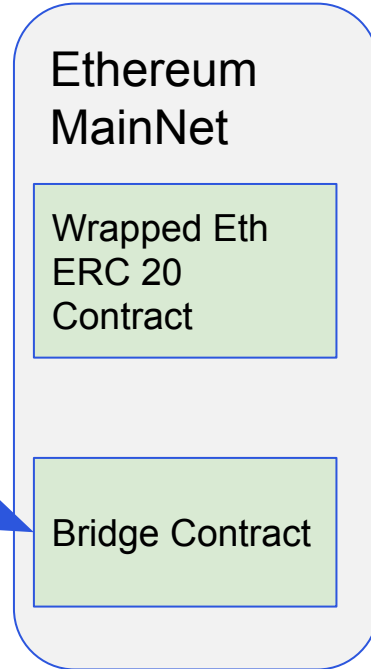 Ethereum
MainNet
Wrapped Eth
ERC 20
Contract
Bridge Contract